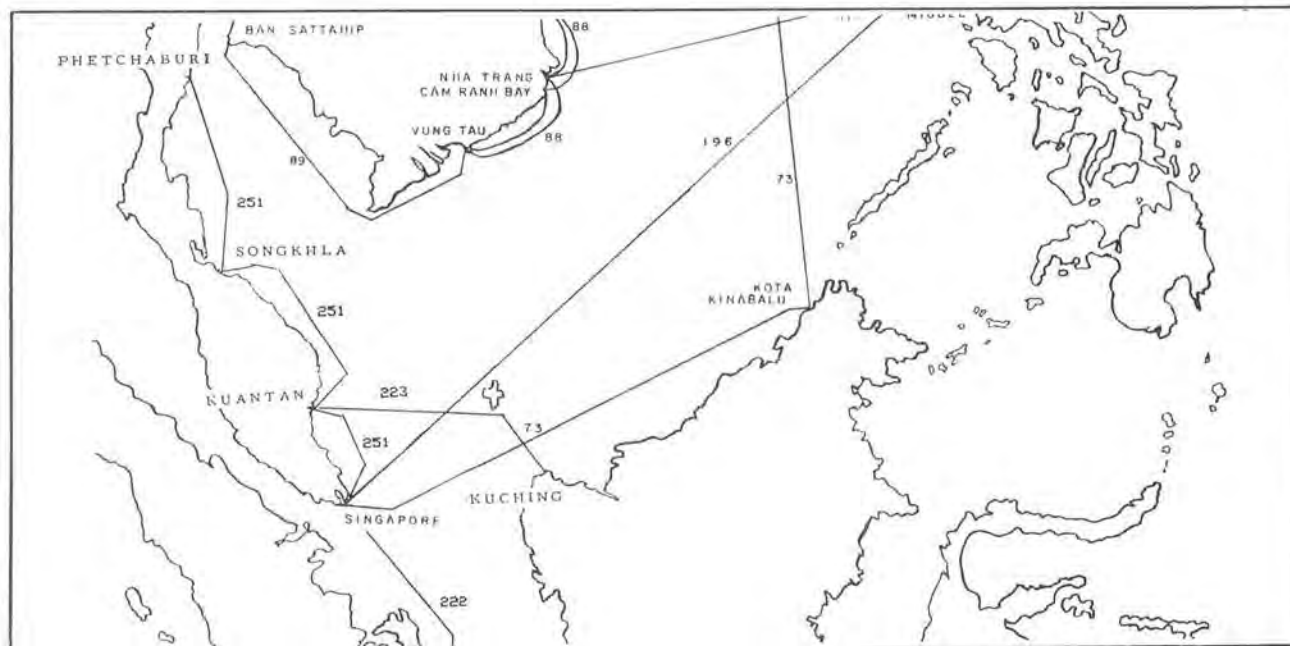 BAN SATTAHIP
88
PHETCHABURI
NHA TRANG
CAM RANH BAY
VUNG TAU
88
196
89
73
251
SONGKHLA
KOTA
KINABALU
251
KUANTAN
223
73
251
KUCHING
SINGAPORE
222